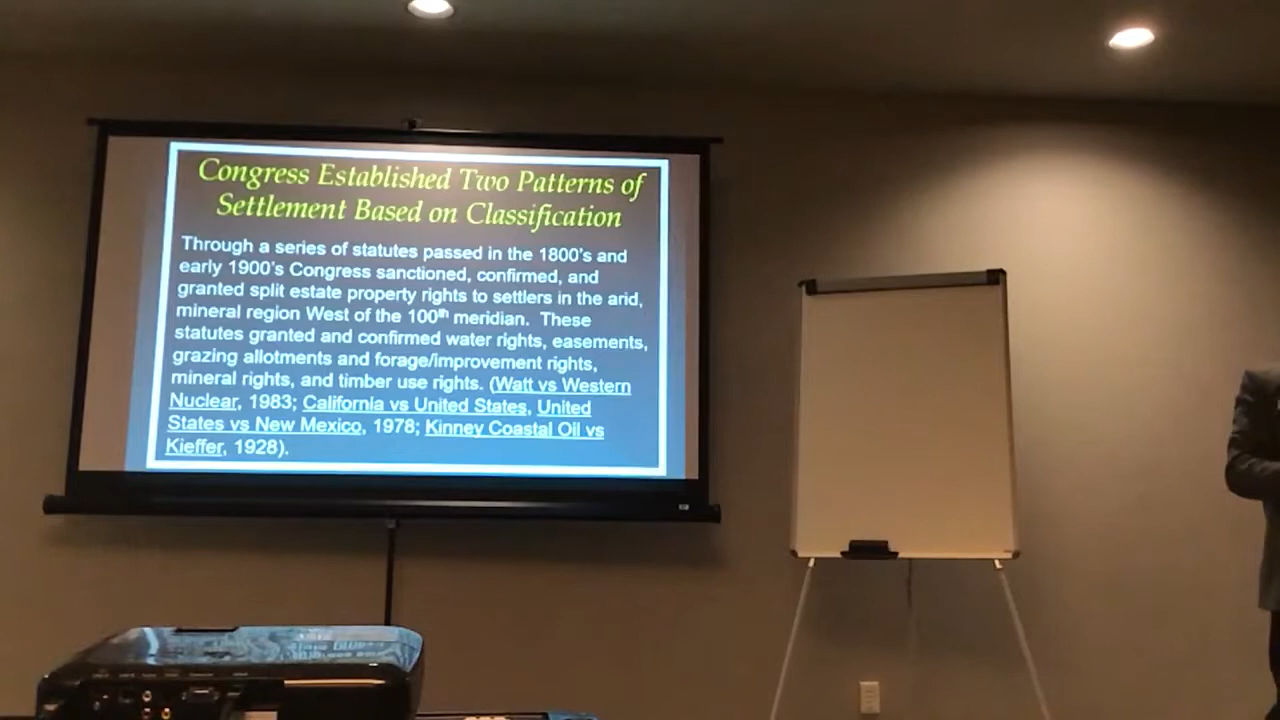 Congress Established Two Patterns of
Settlement Based on Classification
Through a series of statutes passed in the 1800's and
early 1900's Congress sanctioned, confirmed, and
granted split estate property rights to settlers in the arid,
mineral region West of the 100th meridian. These
statutes granted and confirmed water rights, easements,
grazing allotments and forage/improvement rights,
mineral rights, and timber use rights. (Watt vs Western
Nuclear, 1983; California vs United States, United
States vs New Mexico, 1978; Kinney Coastal Oil vs
Kieffer, 1928).